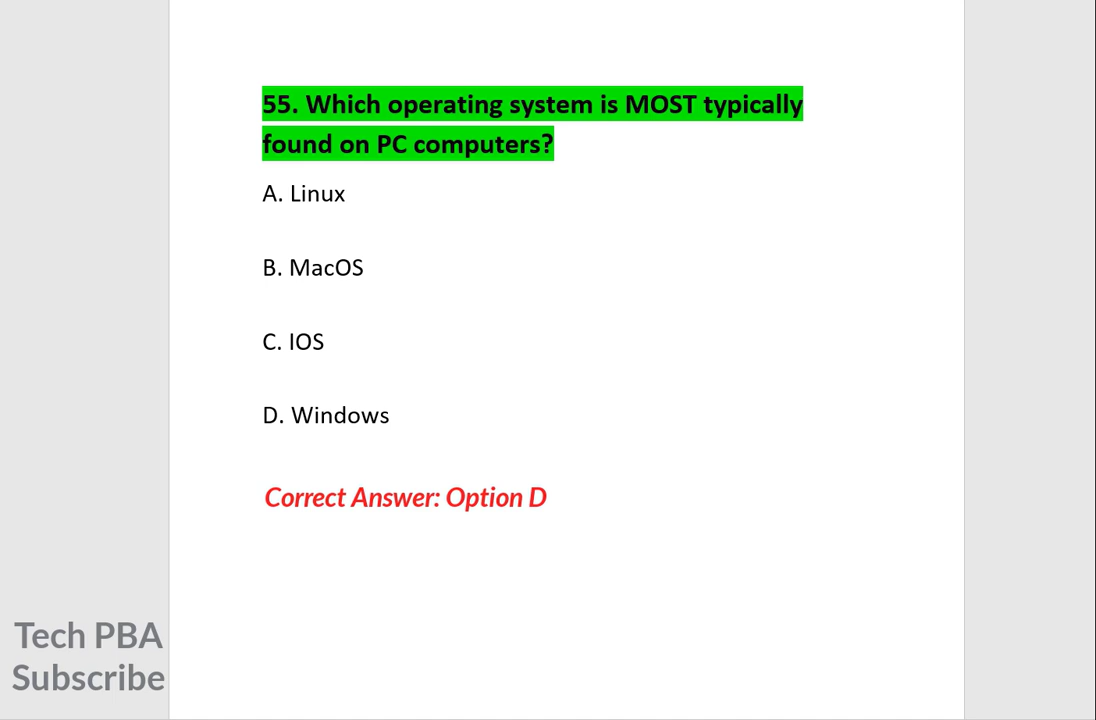 55. Which operating system is MOST typically
found on PC computers?
A. Linux
B. MacOS
C. IOS
D. Windows
Correct Answer: Option D
Tech PBA
Subscribe